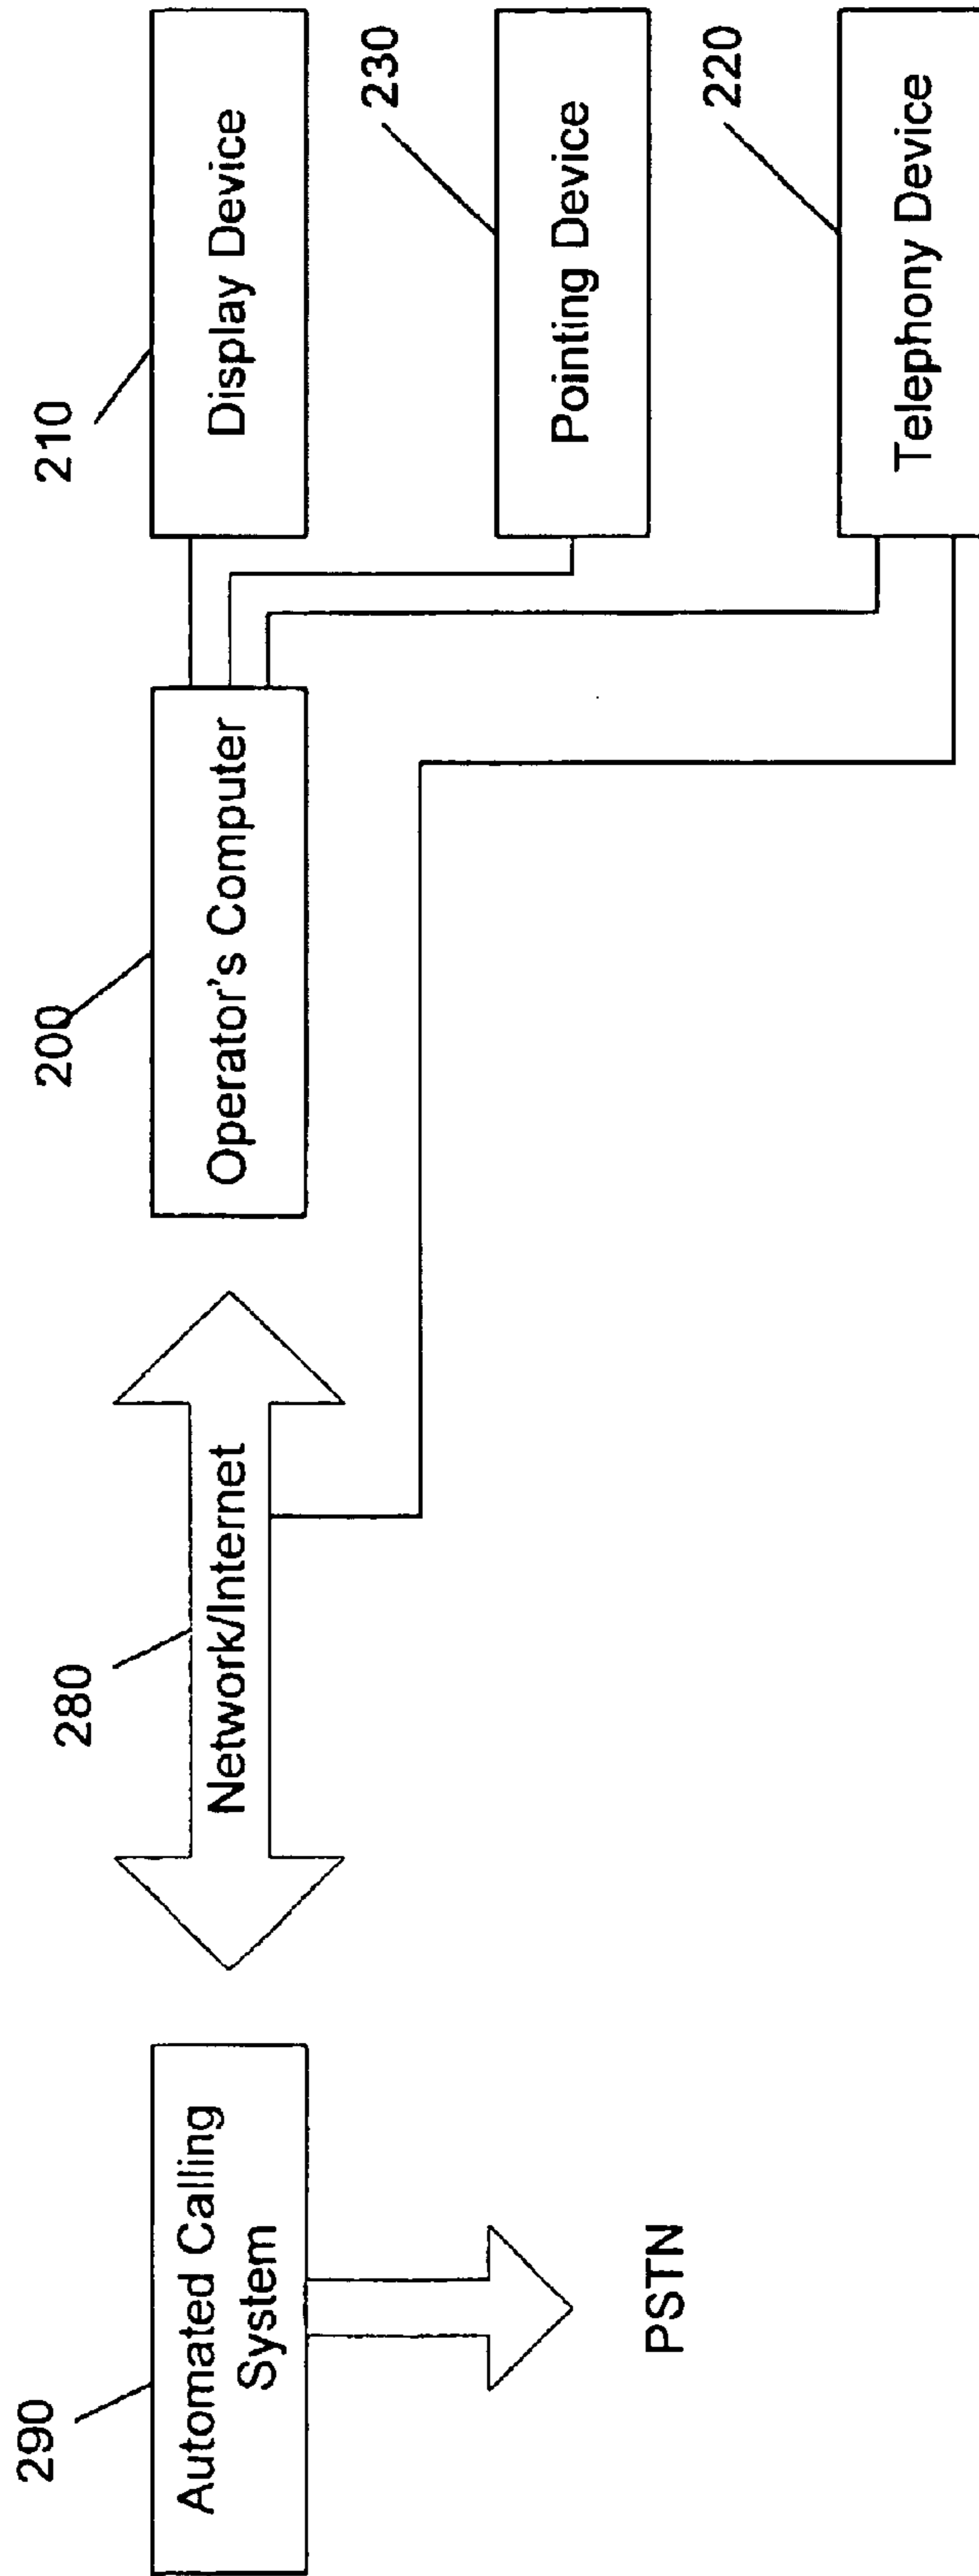 290
Automated Calling
System
PSTN
280
Network/Internet
200
Operator's Computer
210
Display Device
230
Pointing Device
220
Telephony Device